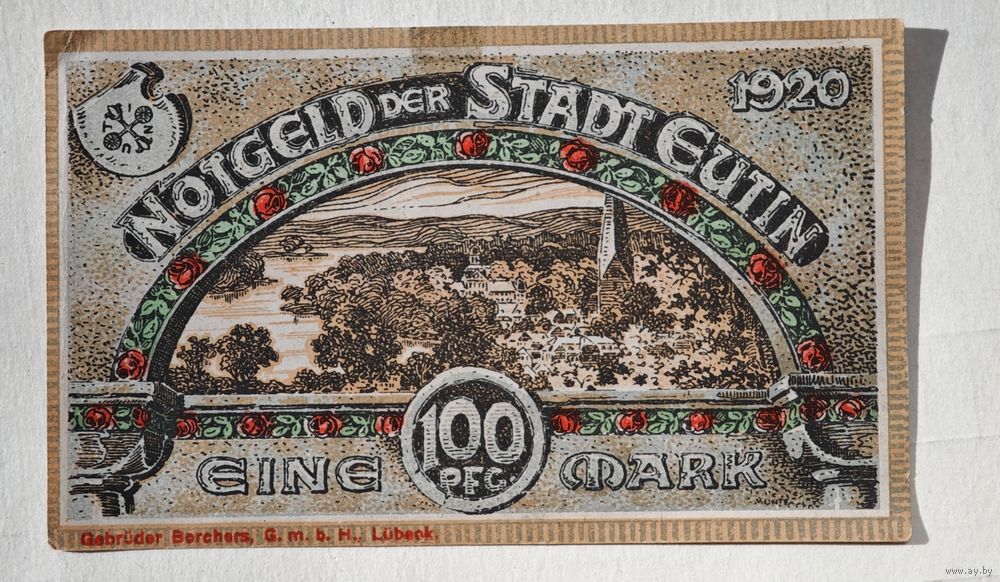 1920
NOTGELD DER STADT EUTIN
100
PFG.
EINE MARK
Gebrüder Borchers, G. m. b. H., Lübeck.
www.ay.by